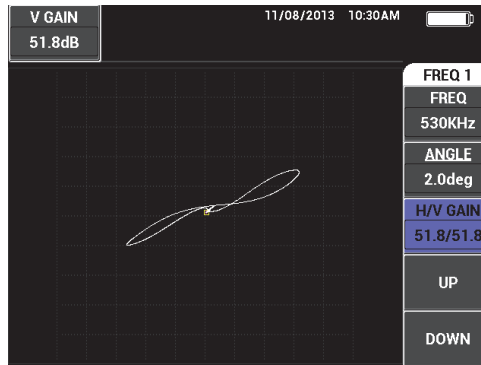 V GAIN
51.8dB
11/08/2013 10:30AM
FREQ 1
FREQ
530KHz
ANGLE
2.0deg
H/V GAIN
51.8/51.8
UP
DOWN